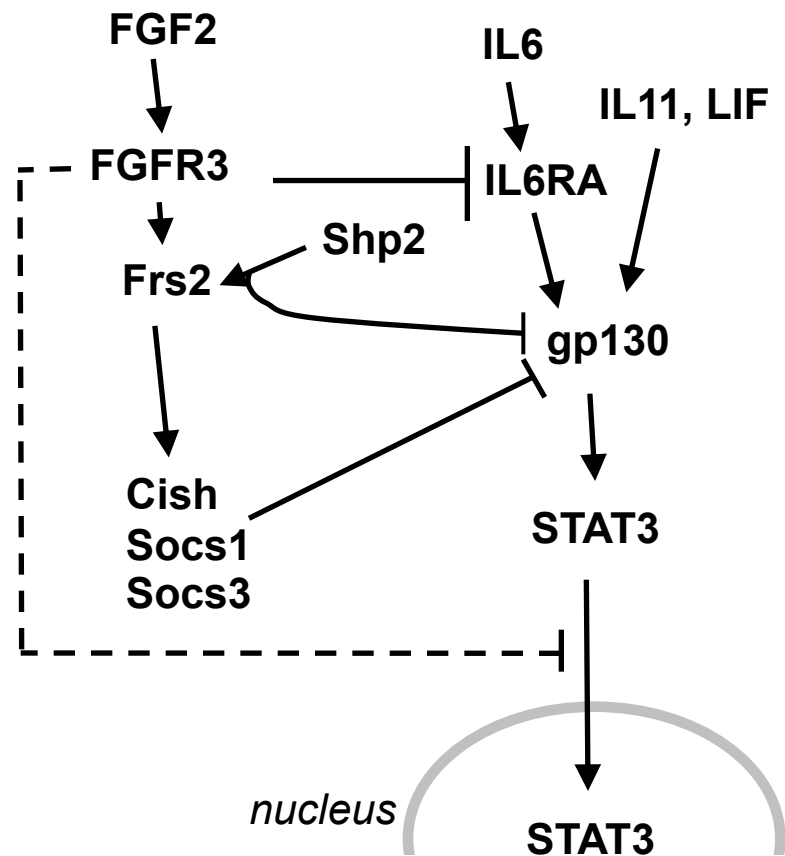 FGF2
IL6
IL11, LIF
FGFR3
IL6RA
Shp2
Frs2
gp130
Cish
Socs1
Socs3
STAT3
nucleus
STAT3